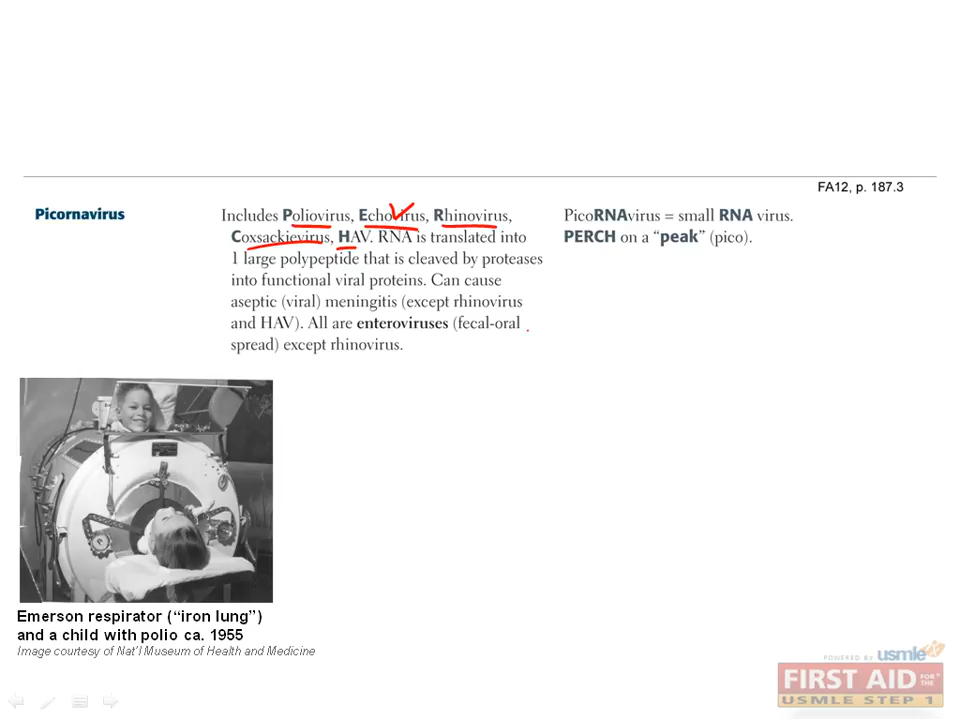 FA12, p. 187.3
Picornavirus
Includes Poliovirus, Echovirus, Rhinovirus,
Coxsackievirus, HAV. RNA is translated into
1 large polypeptide that is cleaved by proteases
into functional viral proteins. Can cause
aseptic (viral) meningitis (except rhinovirus
and HAV). All are enteroviruses (fecal-oral
spread) except rhinovirus.
PicoRNAvirus = small RNA virus.
PERCH on a “peak” (pico).
Emerson respirator (“iron lung”)
and a child with polio ca. 1955
Image courtesy of Nat'l Museum of Health and Medicine
POWERED BY usmle
FIRST AID FOR THE
USMLE STEP 1